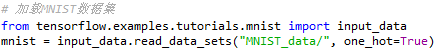 # 加载MNIST数据集
from tensorflow.examples.tutorials.mnist import input_data
mnist = input_data.read_data_sets("MNIST_data/", one_hot=True)